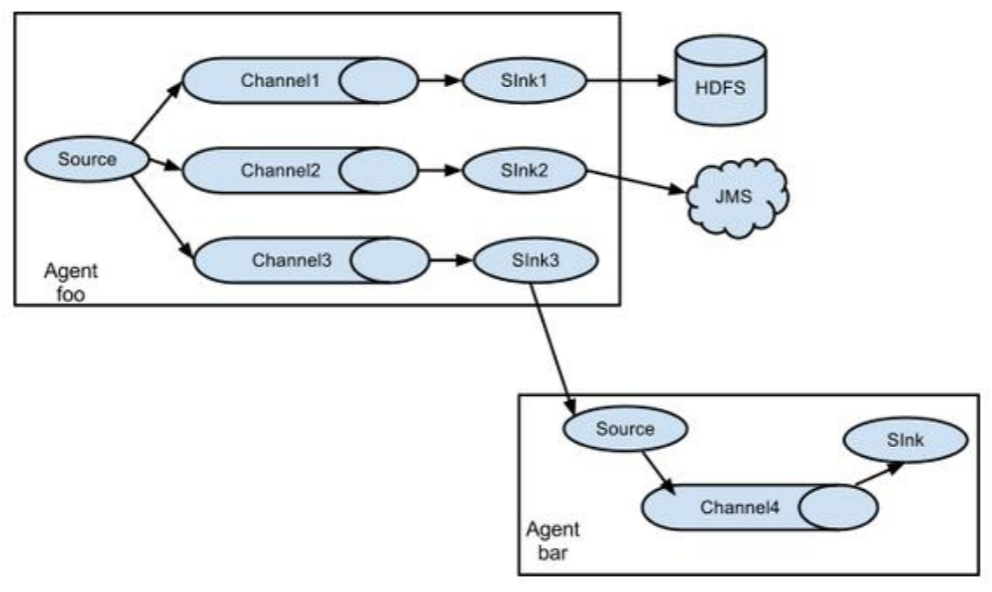 Channel1
SInk1
HDFS
Source
Channel2
SInk2
JMS
Channel3
SInk3
Agent
foo
Source
SInk
Channel4
Agent
bar